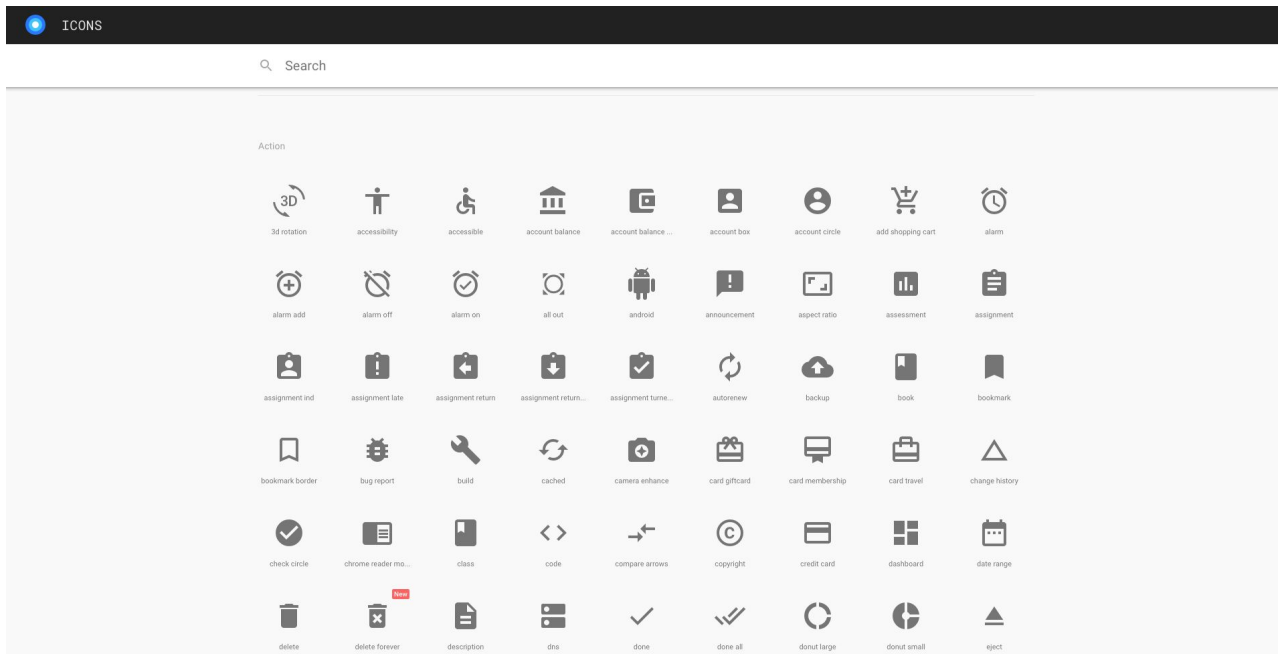 ICONS
Search
Action
3D
3d rotation accessibility accessible account balance account balance ... account box account circle add shopping cart alarm
alarm add alarm off alarm on all out android announcement aspect ratio assessment assignment
assignment ind assignment late assignment return assignment return... assignment turne... autorenew backup book bookmark
bookmark border bug report build cached camera enhance card giftcard card membership card travel change history
C
check circle chrome reader mo... class code compare arrows copyright credit card dashboard date range
New
delete delete forever description dns done done all donut large donut small eject